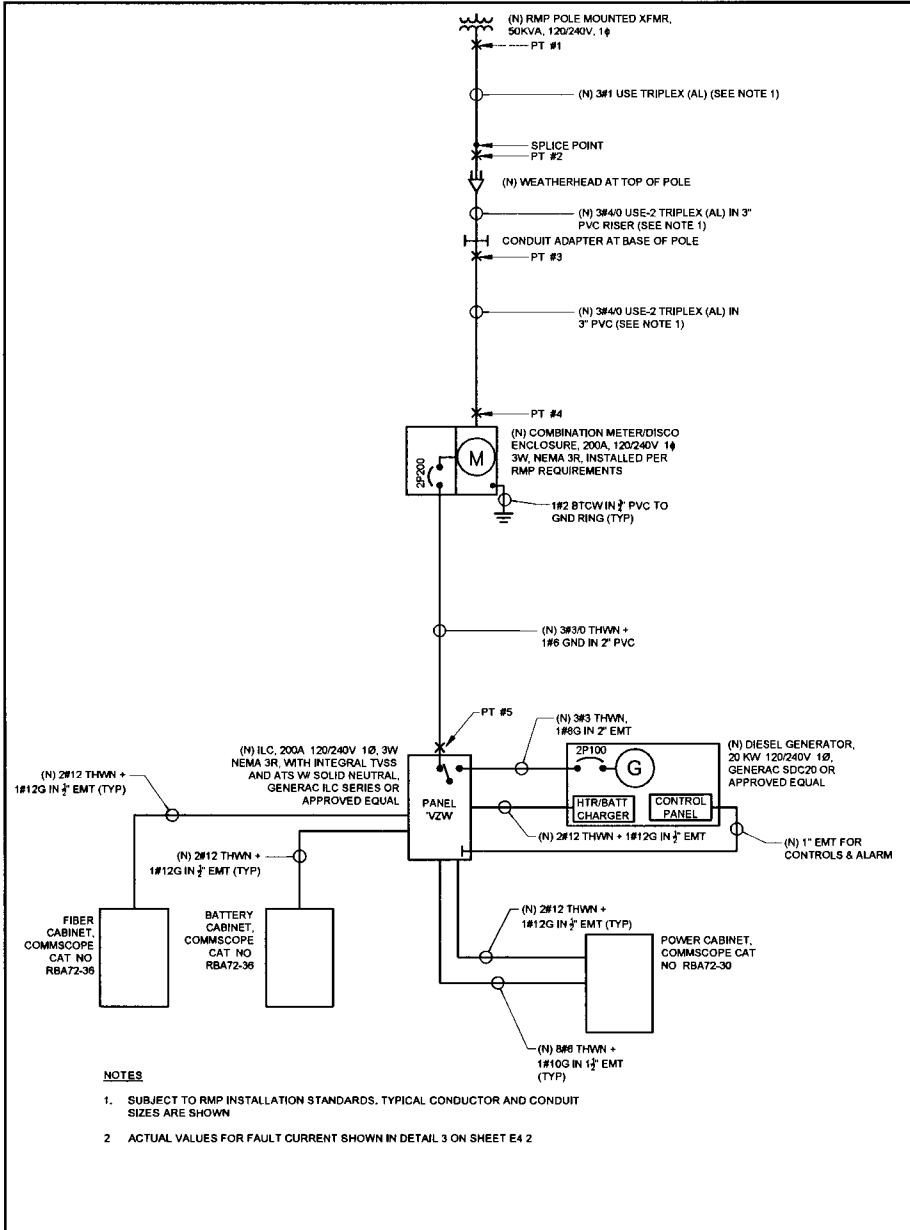 (N) RMP POLE MOUNTED XFMR,
50KVA, 120/240V, 1ϕ
PT #1
(N) 3#1 USE TRIPLEX (AL) (SEE NOTE 1)
SPLICE POINT
PT #2
(N) WEATHERHEAD AT TOP OF POLE
(N) 3#4/0 USE-2 TRIPLEX (AL) IN 3"
PVC RISER (SEE NOTE 1)
CONDUIT ADAPTER AT BASE OF POLE
PT #3
(N) 3#4/0 USE-2 TRIPLEX (AL) IN
3" PVC (SEE NOTE 1)
PT #4
(N) COMBINATION METER/DISCO
ENCLOSURE, 200A, 120/240V 1ϕ
3W, NEMA 3R, INSTALLED PER
RMP REQUIREMENTS
2P200
M
1#2 BTCW IN ¾" PVC TO
GND RING (TYP)
(N) 3#3/0 THWN +
1#6 GND IN 2" PVC
PT #5
(N) ILC, 200A 120/240V 1Ø, 3W
NEMA 3R, WITH INTEGRAL TVSS
AND ATS W/ SOLID NEUTRAL,
GENERAC ILC SERIES OR
APPROVED EQUAL
PANEL
'VZW'
(N) 3#3 THWN,
1#8G IN 2" EMT
2P100
G
(N) DIESEL GENERATOR,
20 KW 120/240V 1Ø,
GENERAC SDC20 OR
APPROVED EQUAL
HTR/BATT
CHARGER
CONTROL
PANEL
(N) 2#12 THWN + 1#12G IN ½" EMT
(N) 1" EMT FOR
CONTROLS & ALARM
(N) 2#12 THWN +
1#12G IN ½" EMT (TYP)
(N) 2#12 THWN +
1#12G IN ½" EMT (TYP)
FIBER
CABINET,
COMMSCOPE
CAT NO
RBA72-36
BATTERY
CABINET,
COMMSCOPE
CAT NO
RBA72-36
(N) 2#12 THWN +
1#12G IN ½" EMT (TYP)
POWER CABINET,
COMMSCOPE CAT
NO RBA72-30
(N) 8#6 THWN +
1#10G IN 1½" EMT
(TYP)
NOTES
1. SUBJECT TO RMP INSTALLATION STANDARDS. TYPICAL CONDUCTOR AND CONDUIT
SIZES ARE SHOWN
2 ACTUAL VALUES FOR FAULT CURRENT SHOWN IN DETAIL 3 ON SHEET E4 2